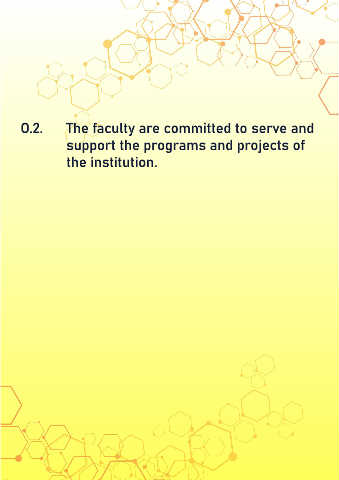 O.2. The faculty are committed to serve and
support the programs and projects of
the institution.